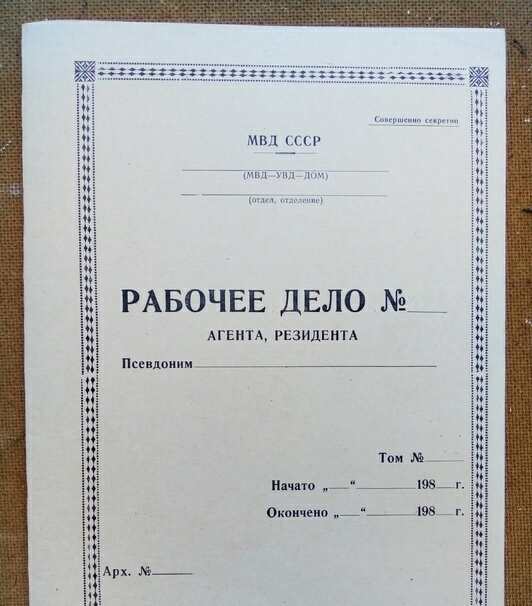 Совершенно секретно
МВД СССР
(МВД—УВД—ДОМ)
(отдел, отделение)
РАБОЧЕЕ ДЕЛО №
АГЕНТА, РЕЗИДЕНТА
Псевдоним
Том №
Начато „ “ 198 г.
Окончено „ “ 198 г.
Арх. №